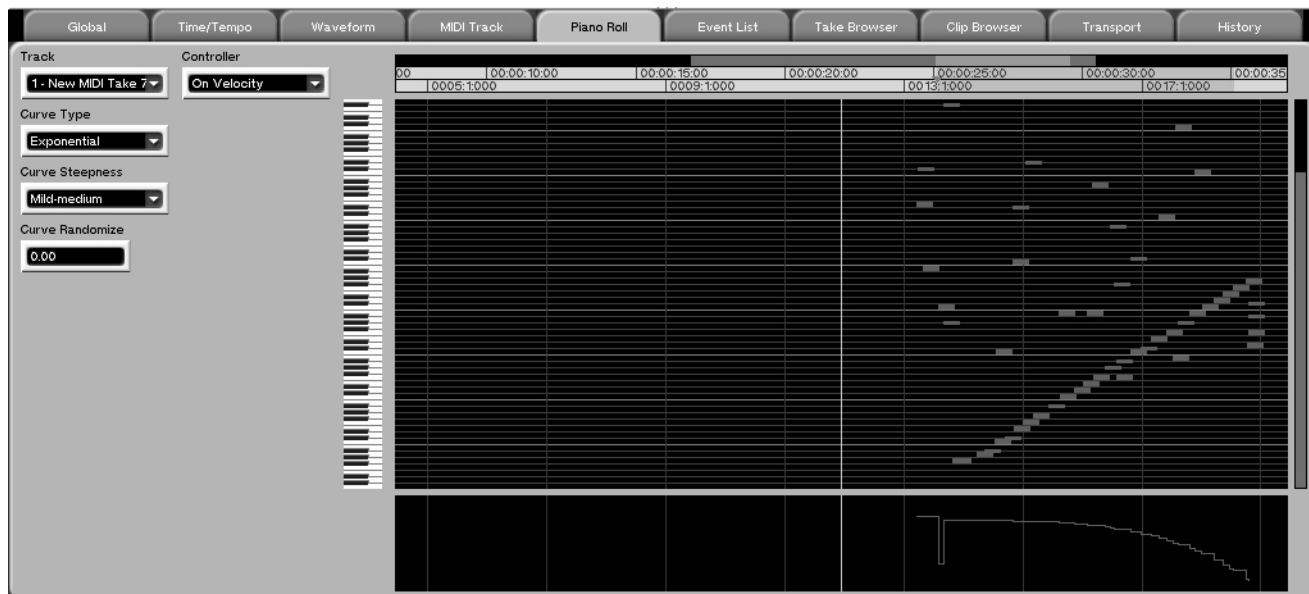 Global Time/Tempo Waveform MIDI Track Piano Roll Event List Take Browser Clip Browser Transport History
Track Controller
1- New MIDI Take 7 On Velocity
Curve Type
Exponential
Curve Steepness
Mild-medium
Curve Randomize
0.00
00 00:00:10:00 00:00:15:00 00:00:20:00 00:00:25:00 00:00:30:00 00:00:35
0005:1:000 0009:1:000 0013:1:000 0017:1:000